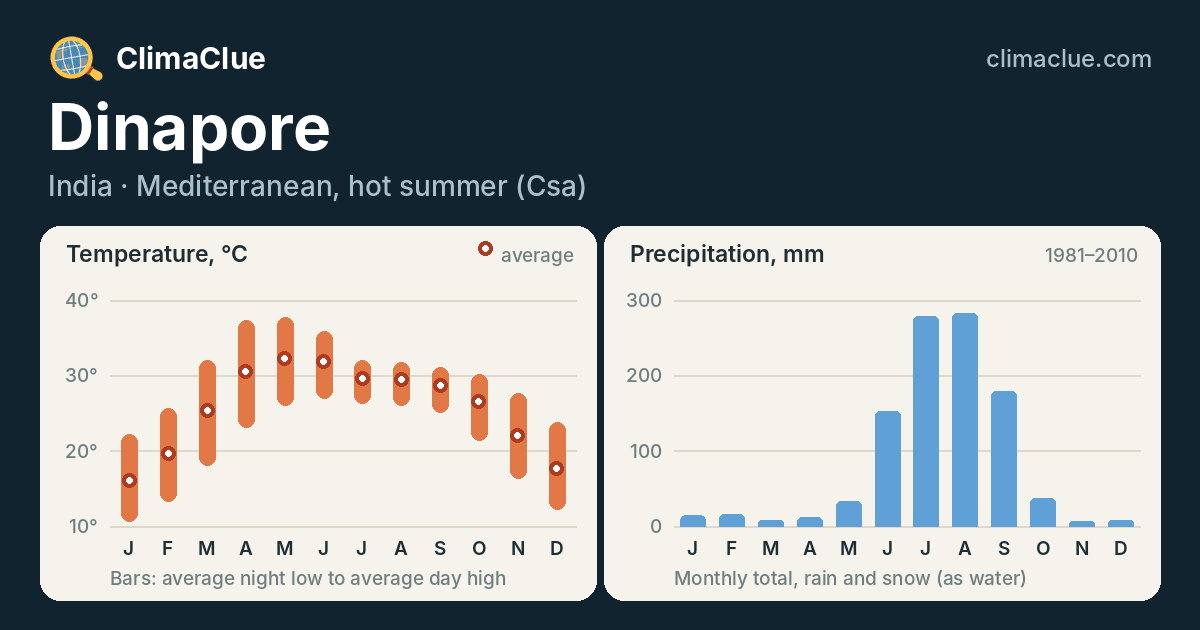 ClimaClue
climaclue.com
Dinapore
India · Mediterranean, hot summer (Csa)
Temperature, °C
average
40°
30°
20°
10°
J F M A M J J A S O N D
Bars: average night low to average day high
Precipitation, mm
1981–2010
300
200
100
0
J F M A M J J A S O N D
Monthly total, rain and snow (as water)